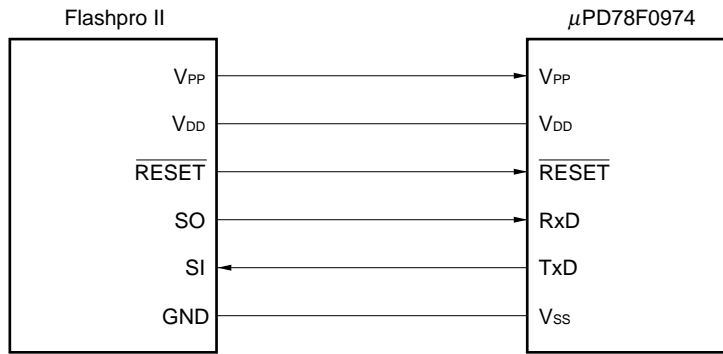 Flashpro II μPD78F0974
VPP VPP
VDD VDD
RESET RESET
SO RxD
SI TxD
GND VSS